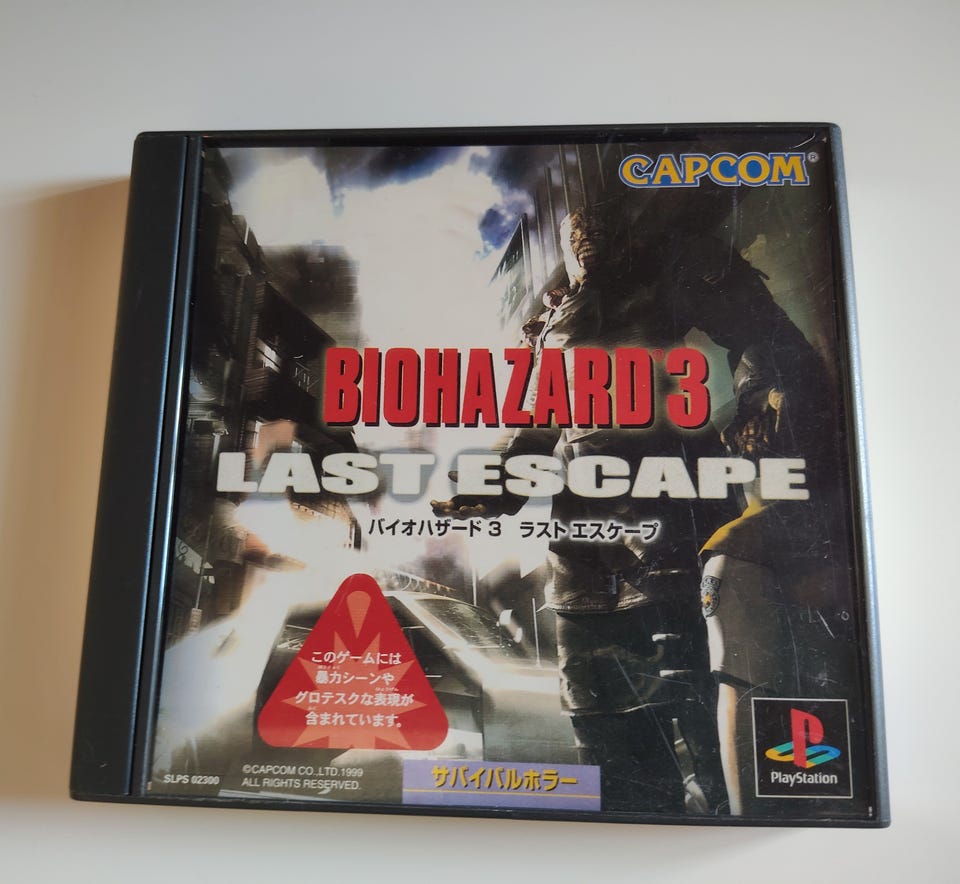 CAPCOM®
BIOHAZARD® 3
LAST ESCAPE
バイオハザード3 ラスト エスケープ
このゲームには
暴力シーンや
グロテスクな表現が
含まれています。
SLPS 02300
©CAPCOM CO.,LTD.1999
ALL RIGHTS RESERVED.
サバイバルホラー
PlayStation